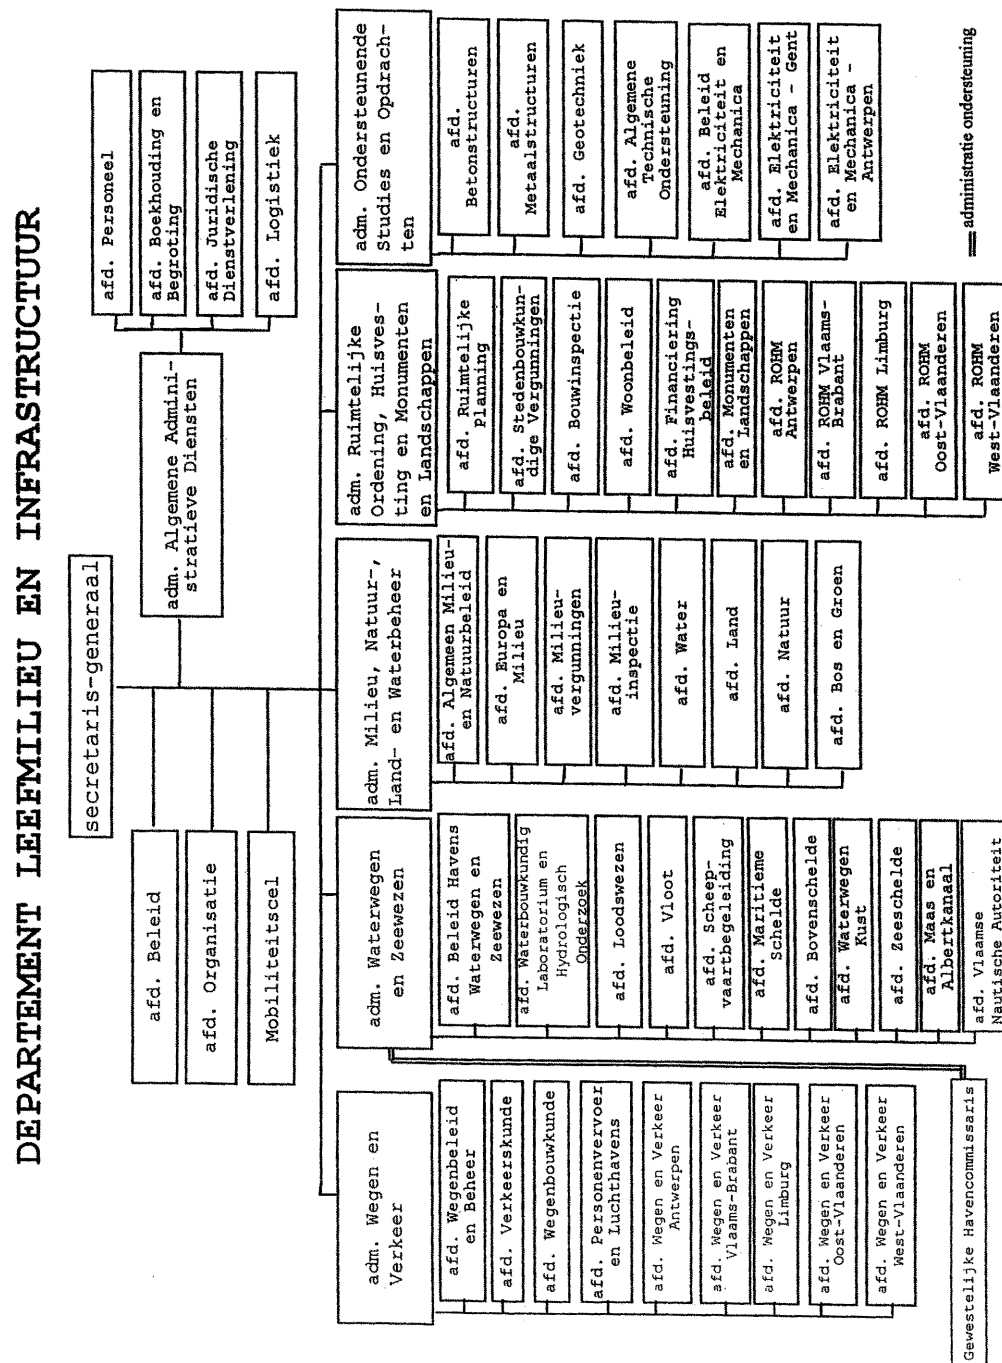 DEPARTEMENT LEEFMILIEU EN INFRASTRUCTUUR
secretaris-generaal
afd. Beleid
afd. Organisatie
Mobiliteitscel
adm. Algemene Admini-
stratieve Diensten
afd. Personeel
afd. Boekhouding en
Begroting
afd. Juridische
Dienstverlening
afd. Logistiek
adm. Wegen en
Verkeer
afd. Wegenbeleid
en Beheer
afd. Verkeerskunde
afd. Wegenbouwkunde
afd. Personenvervoer
en Luchthavens
afd. Wegen en Verkeer
Antwerpen
afd. Wegen en Verkeer
Vlaams-Brabant
afd. Wegen en Verkeer
Limburg
afd. Wegen en Verkeer
Oost-Vlaanderen
afd. Wegen en Verkeer
West-Vlaanderen
adm. Waterwegen
en Zeewezen
afd. Beleid Havens
Waterwegen en
Zeewezen
afd. Waterbouwkundig
Laboratorium en
Hydrologisch
Onderzoek
afd. Loodswezen
afd. Vloot
afd. Scheep-
vaartbegeleiding
afd. Maritieme
Schelde
afd. Bovenschelde
afd. Waterwegen
Kust
afd. Zeeschelde
afd. Maas en
Albertkanaal
afd. Vlaamse
Nautische Autoriteit
Gewestelijke Havencommissaris
adm. Milieu, Natuur-,
Land- en Waterbeheer
afd. Algemeen Milieu-
en Natuurbeleid
afd. Europa en
Milieu
afd. Milieu-
vergunningen
afd. Milieu-
inspectie
afd. Water
afd. Land
afd. Natuur
afd. Bos en Groen
adm. Ruimtelijke
Ordening, Huisves-
ting en Monumenten
en Landschappen
afd. Ruimtelijke
planning
afd. Stedenbouwkun-
dige Vergunningen
afd. Bouwinspectie
afd. Woonbeleid
afd. Financiering
Huisvestings-
beleid
afd. Monumenten
en Landschappen
afd. ROHM
Antwerpen
afd. ROHM Vlaams-
Brabant
afd. ROHM Limburg
afd. ROHM
Oost-Vlaanderen
afd. ROHM
West-Vlaanderen
adm. Ondersteunende
Studies en Opdrach-
ten
afd.
Betonstructuren
afd.
Metaalstructuren
afd. Geotechniek
afd. Algemene
Technische
Ondersteuning
afd. Beleid
Elektriciteit en
Mechanica
afd. Elektriciteit
en Mechanica - Gent
afd. Elektriciteit
en Mechanica -
Antwerpen
administratie ondersteuning